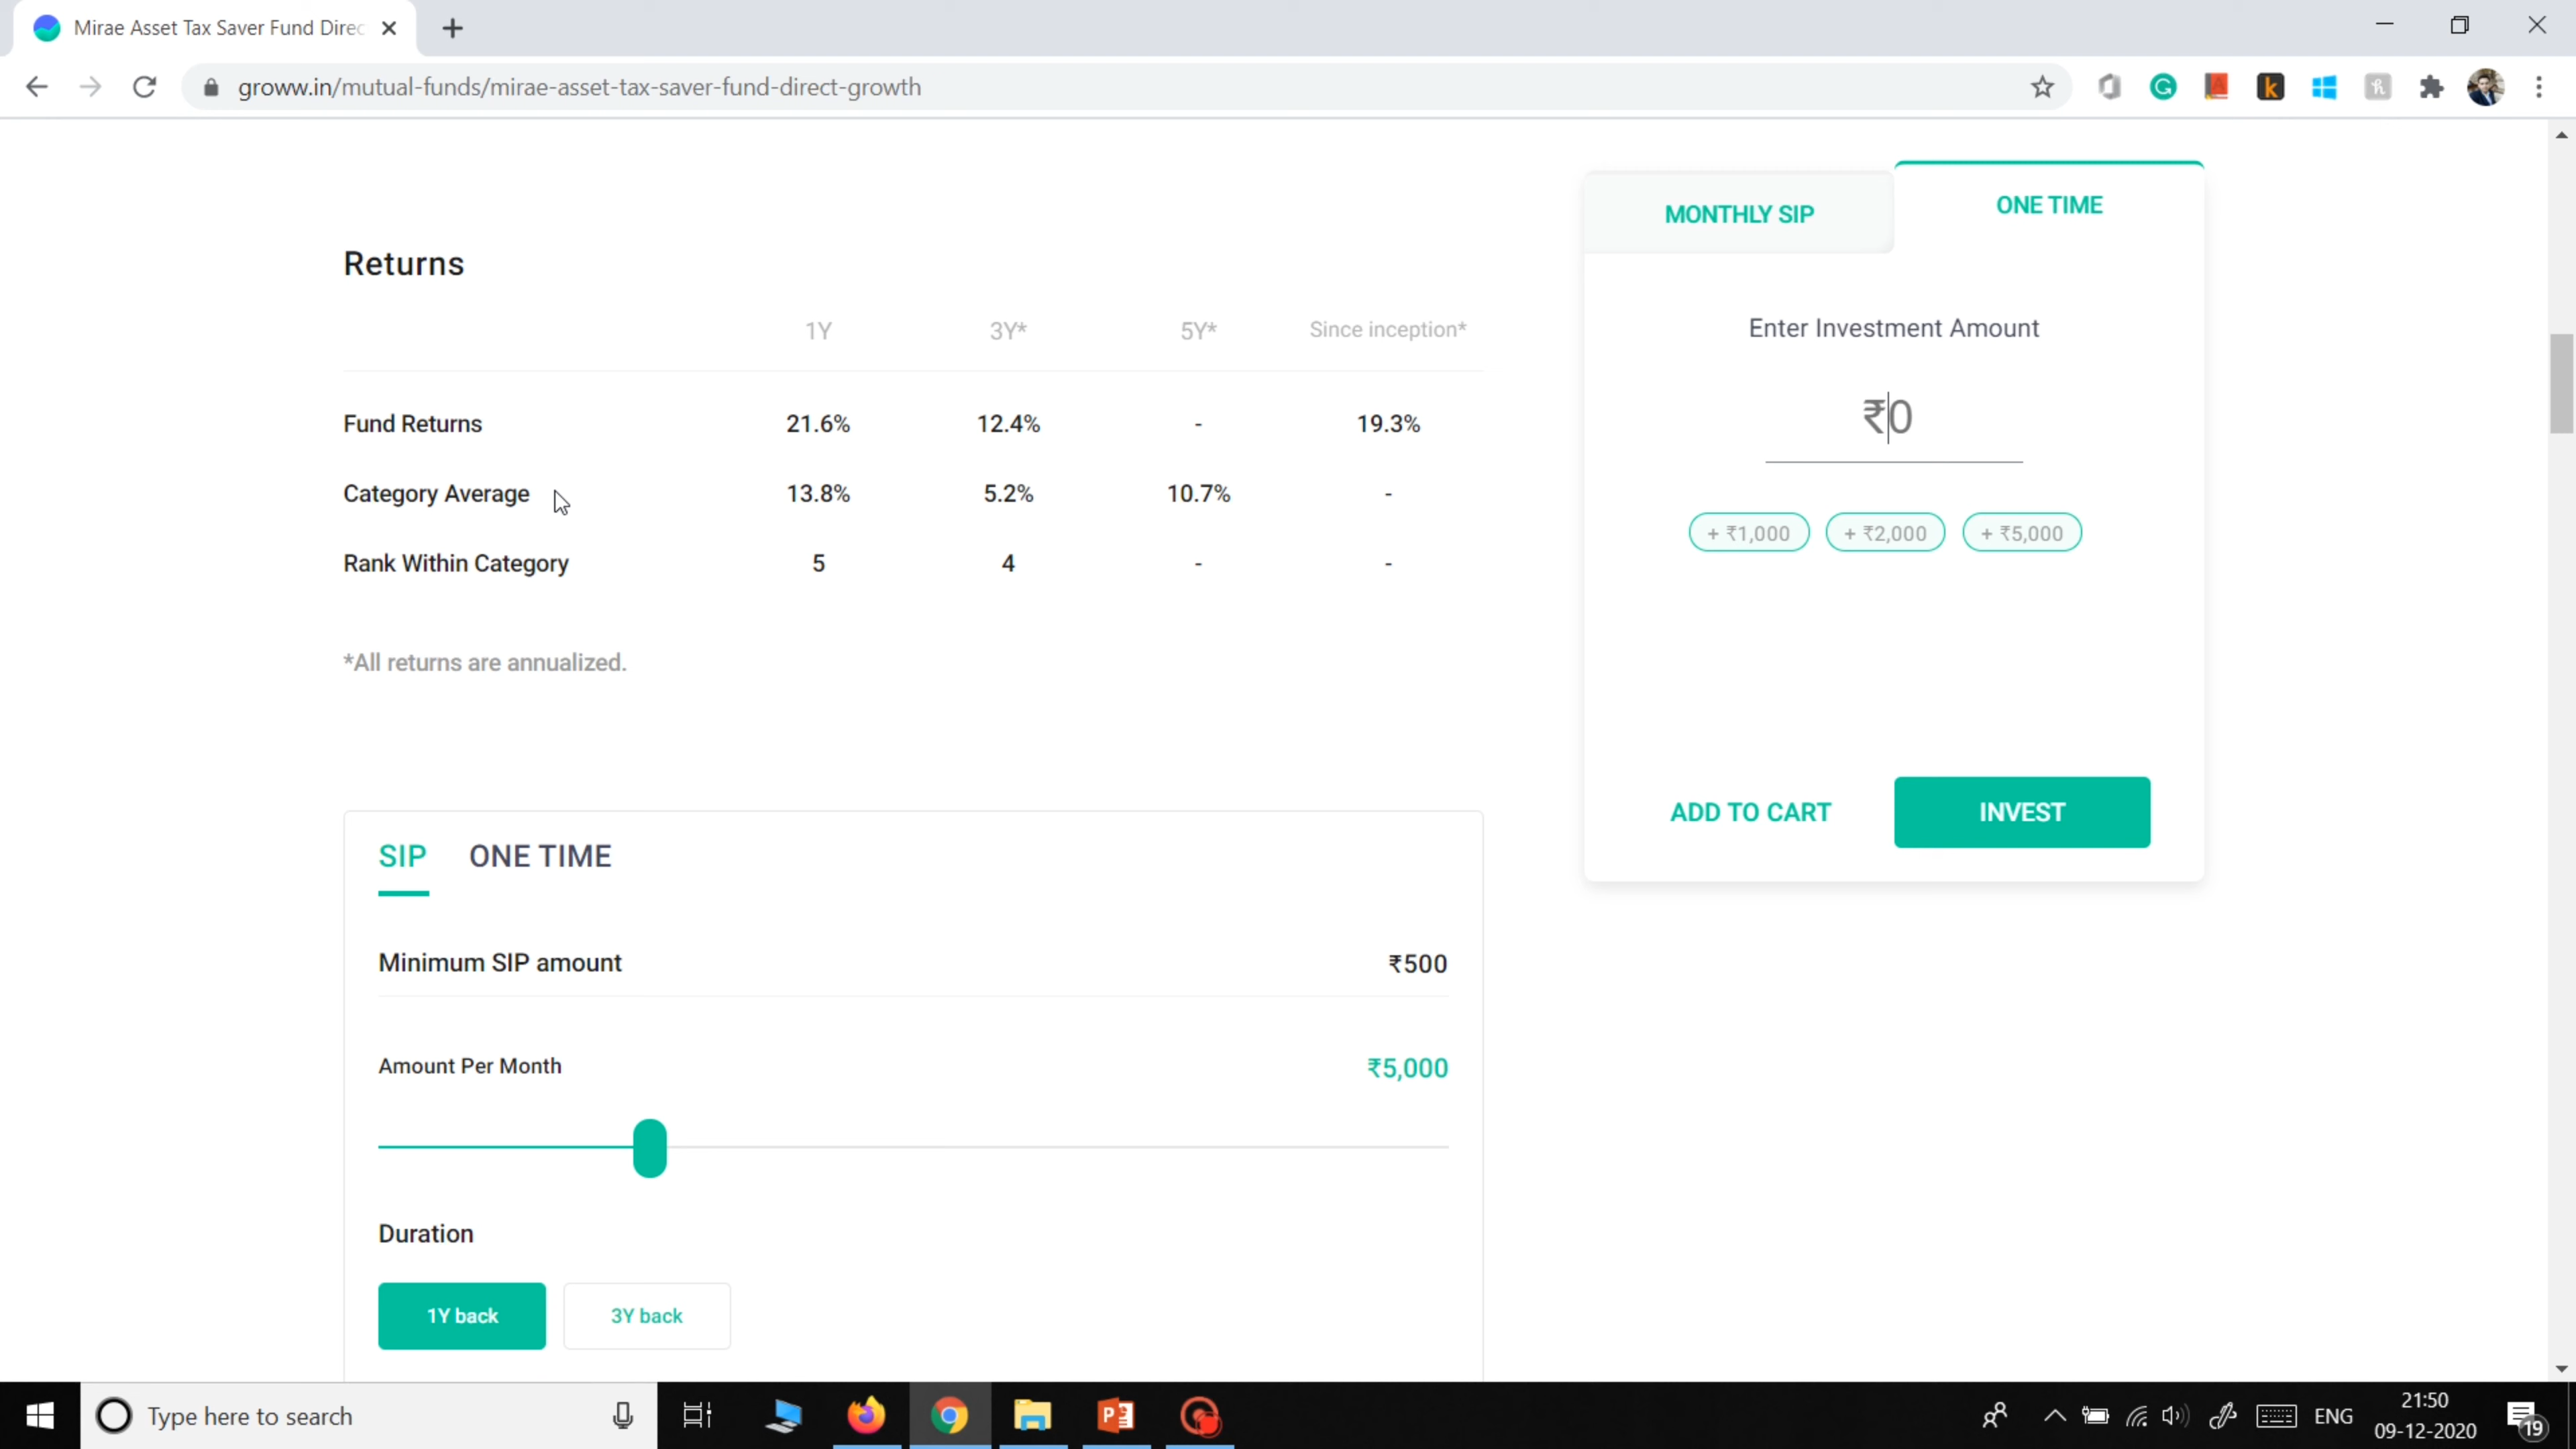 Mirae Asset Tax Saver Fund Direc
groww.in/mutual-funds/mirae-asset-tax-saver-fund-direct-growth
MONTHLY SIP
ONE TIME
Returns
1Y 3Y* 5Y* Since inception*
Enter Investment Amount
Fund Returns 21.6% 12.4% - 19.3%
₹0
Category Average 13.8% 5.2% 10.7% -
+ ₹1,000 + ₹2,000 + ₹5,000
Rank Within Category 5 4 - -
*All returns are annualized.
ADD TO CART INVEST
SIP ONE TIME
Minimum SIP amount ₹500
Amount Per Month ₹5,000
Duration
1Y back 3Y back
Type here to search
ENG
21:50
09-12-2020
19